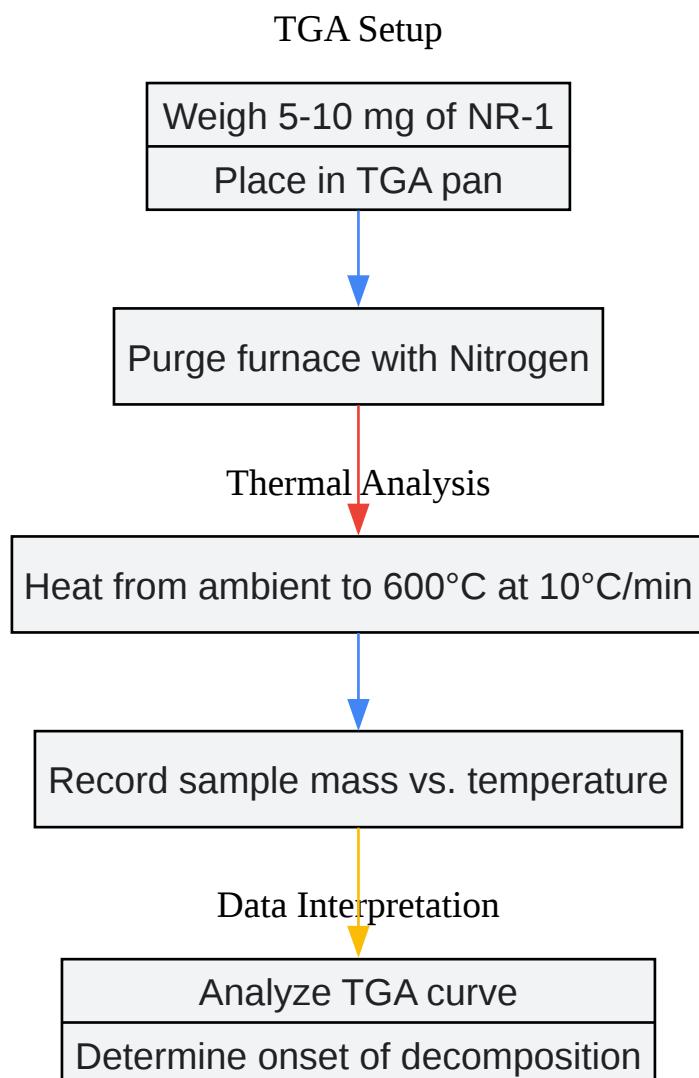 TGA Setup
Weigh 5-10 mg of NR-1
Place in TGA pan
Purge furnace with Nitrogen
Thermal Analysis
Heat from ambient to 600°C at 10°C/min
Record sample mass vs. temperature
Data Interpretation
Analyze TGA curve
Determine onset of decomposition